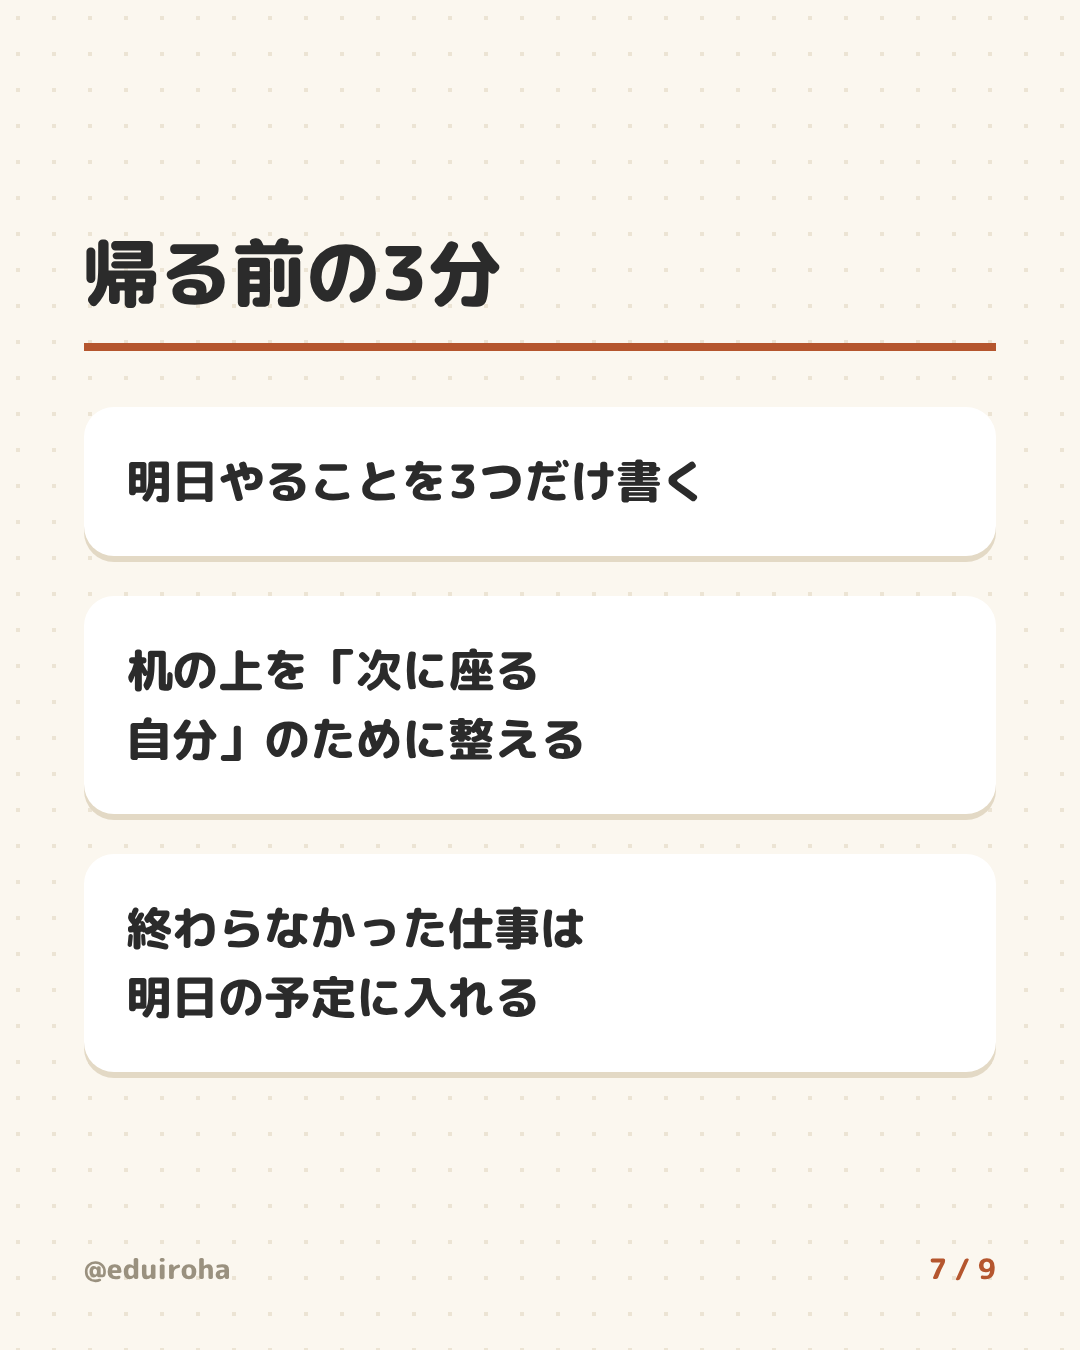 帰る前の3分
明日やることを3つだけ書く
机の上を「次に座る
自分」のために整える
終わらなかった仕事は
明日の予定に入れる
@eduiroha
7 / 9